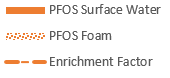 PFOS Surface Water
PFOS Foam
Enrichment Factor